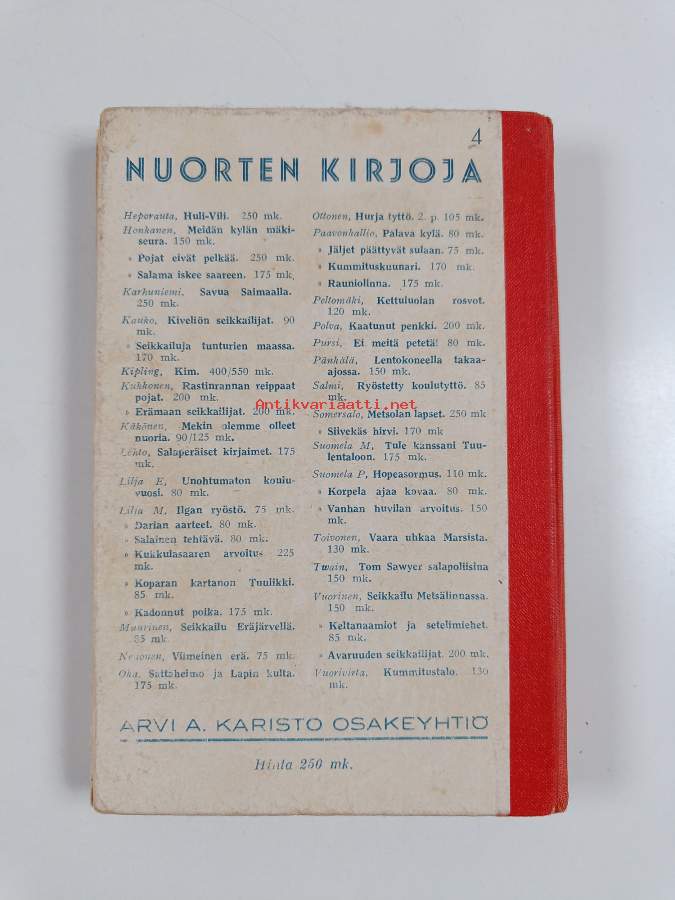 4
NUORTEN KIRJOJA
Heporauta, Huli-Vili. 250 mk.
Honkanen, Meidän kylän mäki-
seura. 150 mk.
» Pojat eivät pelkää. 250 mk.
» Salama iskee saareen. 175 mk.
Karhuniemi, Savua Saimaalla.
250 mk.
Kauko, Kiveliön seikkailijat. 90
mk.
» Seikkailuja tunturien maassa.
170 mk.
Kipling, Kim. 400/550 mk.
Kukkonen, Rastinrannan reippaat
pojat. 200 mk.
» Erämaan seikkailijat. 200 mk.
Käkönen, Mekin olemme olleet
nuoria. 90/125 mk.
Lehto, Salaperäiset kirjaimet. 175
mk.
Lilja E, Unohtumaton koulu-
vuosi. 80 mk.
Lilja M, Ilgan ryöstö. 75 mk.
» Darian aarteet. 80 mk.
» Salainen tehtävä. 80 mk.
» Kukkulasaaren arvoitus 225
mk.
» Koparan kartanon Tuulikki.
85 mk.
» Kadonnut poika. 175 mk.
Muurinen, Seikkailu Eräjärvellä.
85 mk.
Nenonen, Viimeinen erä. 75 mk.
Oka, Sattaheimo ja Lapin kulta.
175 mk.
Ottonen, Hurja tyttö. 2. p. 105 mk.
Paavonhallio, Palava kylä. 80 mk.
» Jäljet päättyvät sulaan. 75 mk.
» Kummituskuunari. 170 mk.
» Rauniolinna. 175 mk.
Peltomäki, Kettuluolan rosvot.
120 mk.
Polva, Kaatunut penkki. 200 mk.
Pursi, Ei meitä petetä! 80 mk.
Pänhälä, Lentokoneella takaa-
ajossa. 150 mk.
Salmi, Ryöstetty koulutyttö. 85
mk.
Somersalo, Metsolan lapset. 250 mk
» Siivekäs hirvi. 170 mk
Suomela M, Tule kanssani Tuu-
lentaloon. 175 mk.
Suomela P, Hopeasormus. 110 mk.
» Korpela ajaa kovaa. 80 mk.
» Vanhan huvilan arvoitus. 150
mk.
Toivonen, Vaara uhkaa Marsista.
130 mk.
Twain, Tom Sawyer salapoliisina
150 mk.
Vuorinen, Seikkailu Metsälinnassa.
150 mk.
» Keltanaamiot ja setelimiehet.
85 mk.
» Avaruuden seikkailijat. 200 mk.
Vuorivirta, Kummitustalo. 130
mk.
Antikvariaatti.net
ARVI A. KARISTO OSAKEYHTIÖ
Hinta 250 mk.